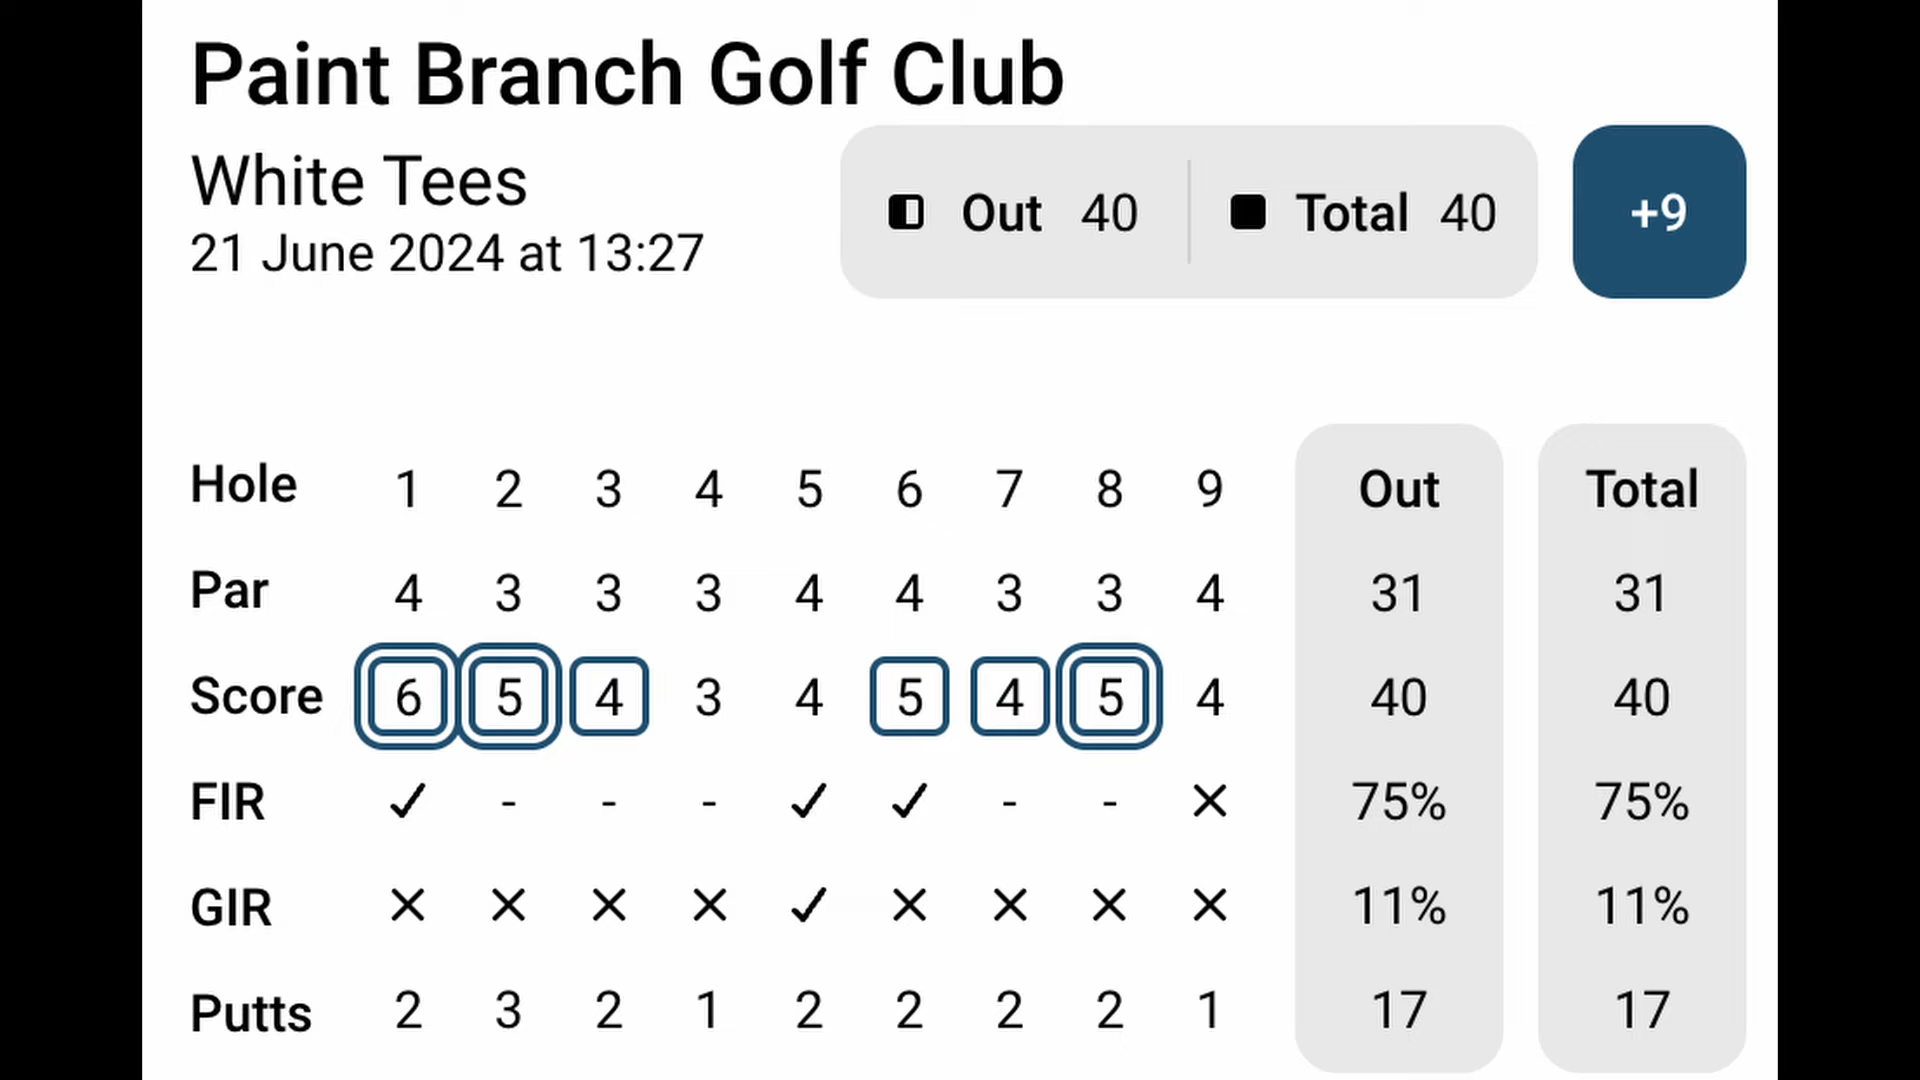 Paint Branch Golf Club
White Tees
21 June 2024 at 13:27
Out 40 Total 40
+9
Hole 1 2 3 4 5 6 7 8 9 Out Total
Par 4 3 3 3 4 4 3 3 4 31 31
Score 6 5 4 3 4 5 4 5 4 40 40
FIR ✓ - - - ✓ ✓ - - × 75% 75%
GIR × × × × ✓ × × × × 11% 11%
Putts 2 3 2 1 2 2 2 2 1 17 17